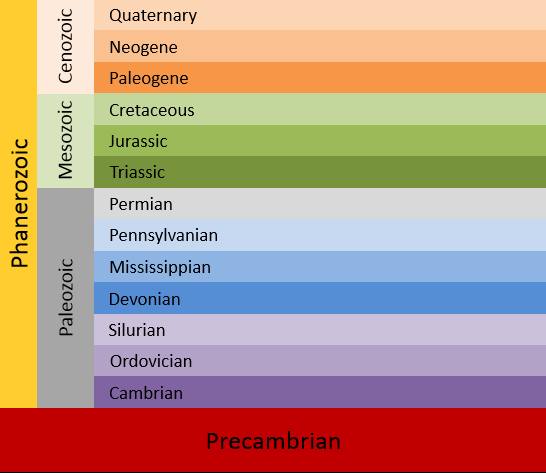 Phanerozoic
Cenozoic
Quaternary
Neogene
Paleogene
Mesozoic
Cretaceous
Jurassic
Triassic
Paleozoic
Permian
Pennsylvanian
Mississippian
Devonian
Silurian
Ordovician
Cambrian
Precambrian